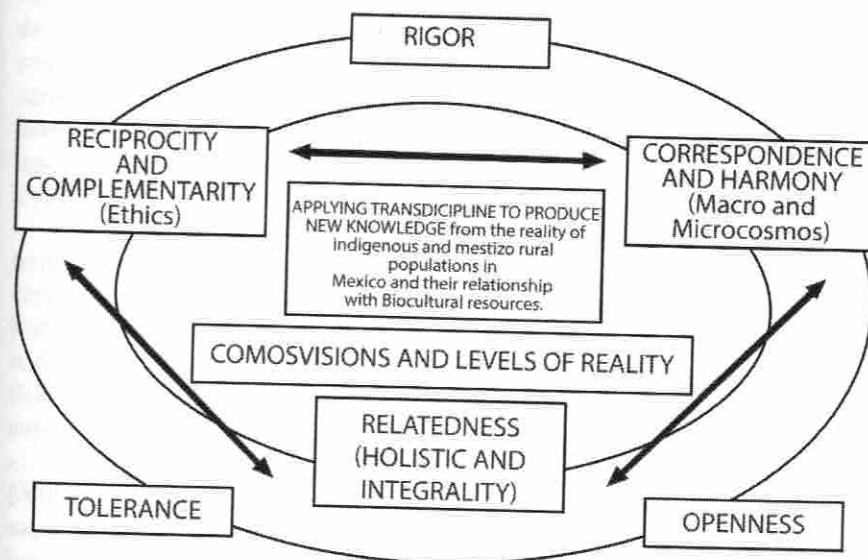 RIGOR
RECIPROCITY
AND
COMPLEMENTARITY
(Ethics)
CORRESPONDENCE
AND HARMONY
(Macro and
Microcosmos)
APPLYING TRANSDICIPLINE TO PRODUCE
NEW KNOWLEDGE from the reality of
indigenous and mestizo rural
populations in
Mexico and their relationship
with Biocultural resources.
COMOSVISIONS AND LEVELS OF REALITY
RELATEDNESS
(HOLISTIC AND
INTEGRALITY)
TOLERANCE
OPENNESS